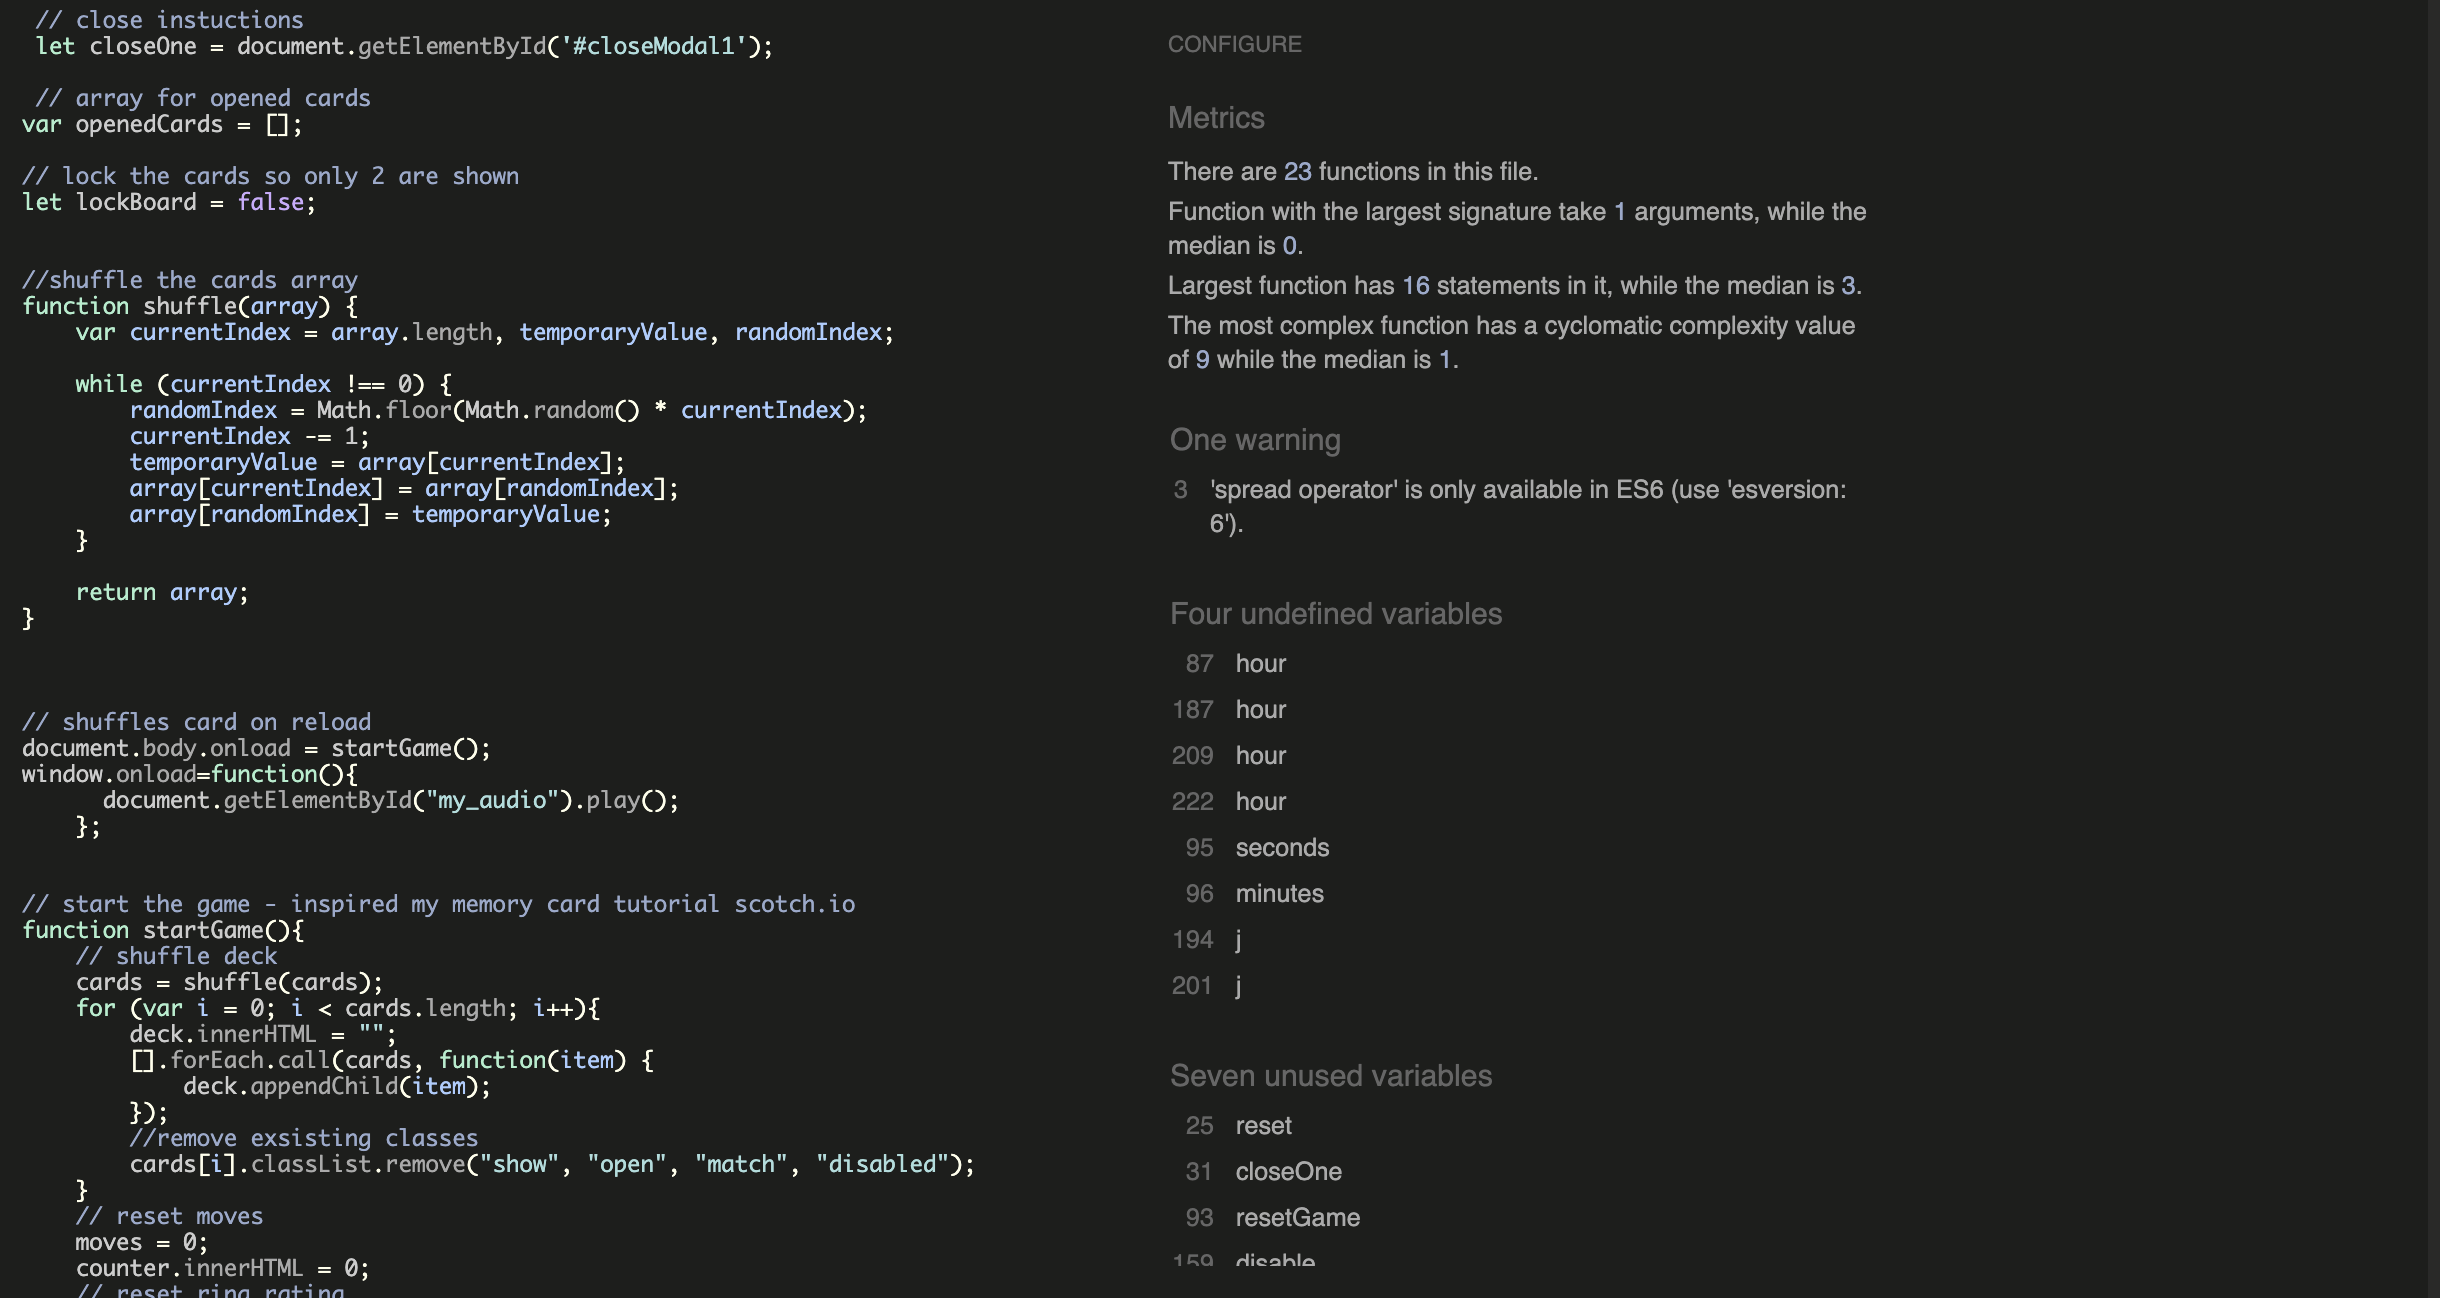 // close instuctions
let closeOne = document.getElementById('#closeModal1');
// array for opened cards
var openedCards = [];
// lock the cards so only 2 are shown
let lockBoard = false;
//shuffle the cards array
function shuffle(array) {
var currentIndex = array.length, temporaryValue, randomIndex;
while (currentIndex !== 0) {
randomIndex = Math.floor(Math.random() * currentIndex);
currentIndex -= 1;
temporaryValue = array[currentIndex];
array[currentIndex] = array[randomIndex];
array[randomIndex] = temporaryValue;
}
return array;
}
// shuffles card on reload
document.body.onload = startGame();
window.onload=function(){
document.getElementById("my_audio").play();
};
// start the game - inspired my memory card tutorial scotch.io
function startGame(){
// shuffle deck
cards = shuffle(cards);
for (var i = 0; i < cards.length; i++){
deck.innerHTML = "";
[].forEach.call(cards, function(item) {
deck.appendChild(item);
});
//remove exsisting classes
cards[i].classList.remove("show", "open", "match", "disabled");
}
// reset moves
moves = 0;
counter.innerHTML = 0;
// reset ring rating
CONFIGURE
Metrics
There are 23 functions in this file.
Function with the largest signature take 1 arguments, while the
median is 0.
Largest function has 16 statements in it, while the median is 3.
The most complex function has a cyclomatic complexity value
of 9 while the median is 1.
One warning
3 'spread operator' is only available in ES6 (use 'esversion:
6').
Four undefined variables
87 hour
187 hour
209 hour
222 hour
95 seconds
96 minutes
194 j
201 j
Seven unused variables
25 reset
31 closeOne
93 resetGame
159 disable